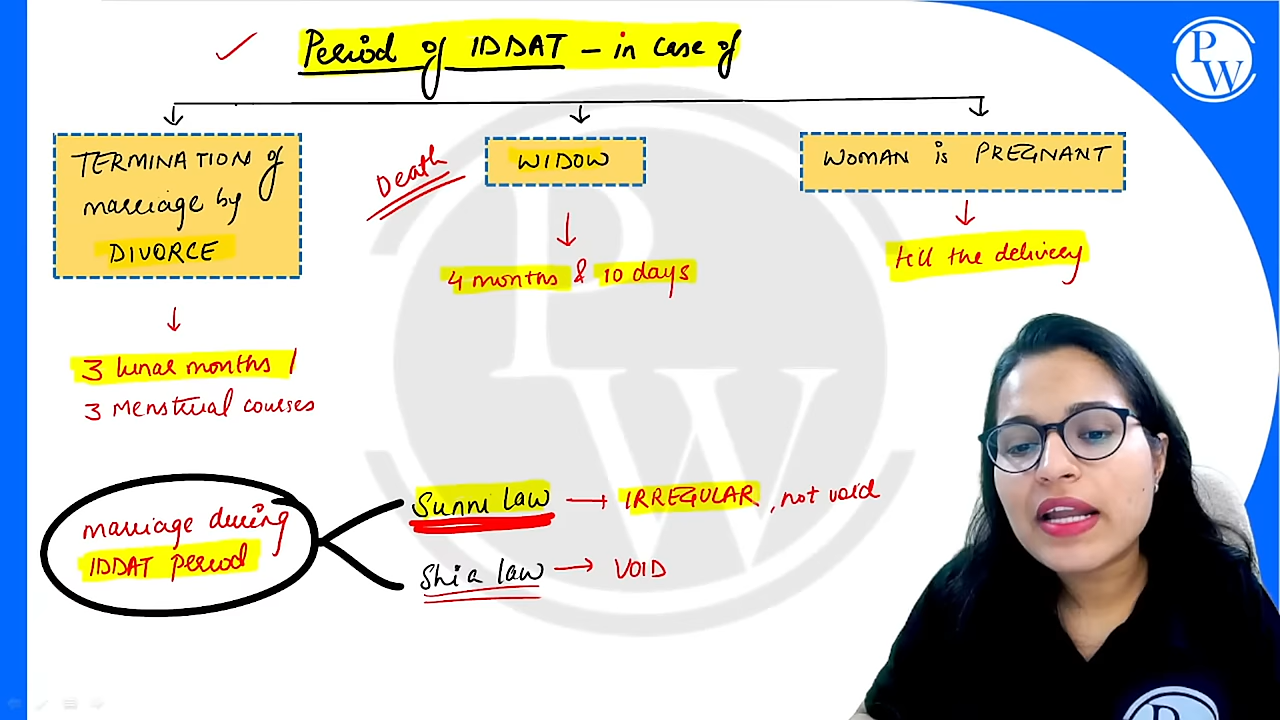 Period of IDDAT - in case of
TERMINATION of
marriage by
DIVORCE
3 lunar months /
3 Menstrual courses
Death
WIDOW
4 months & 10 days
WOMAN is PREGNANT
till the delivery
marriage during
IDDAT period
Sunni law → IRREGULAR, not void
Shia law → VOID
PW
PW
PW